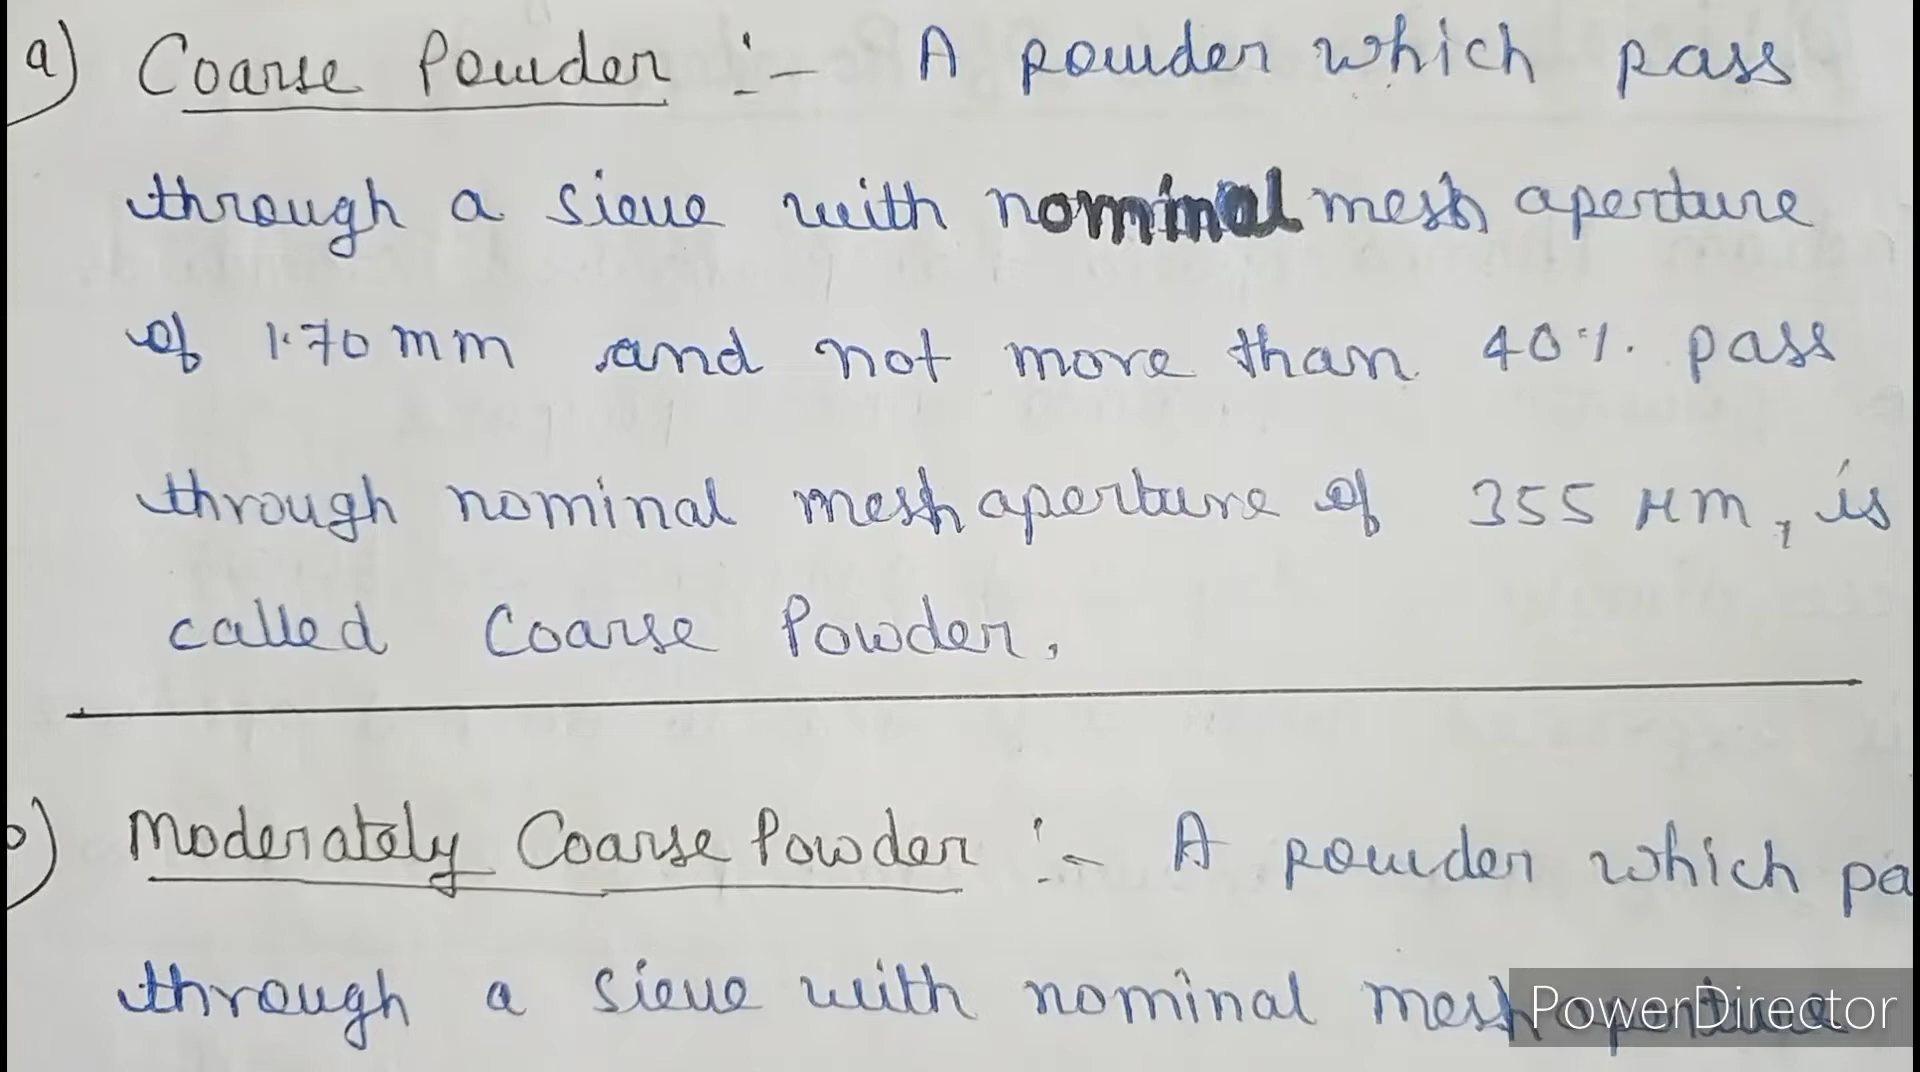 a) Coarse Powder :- A powder which pass
through a sieve with nominal mesh aperture
of 1.70 mm and not more than 40% pass
through nominal mesh aperture of 355 μm, is
called Coarse Powder.
b) Moderately Coarse Powder :- A powder which pa
through a sieve with nominal mesh aperture
PowerDirector